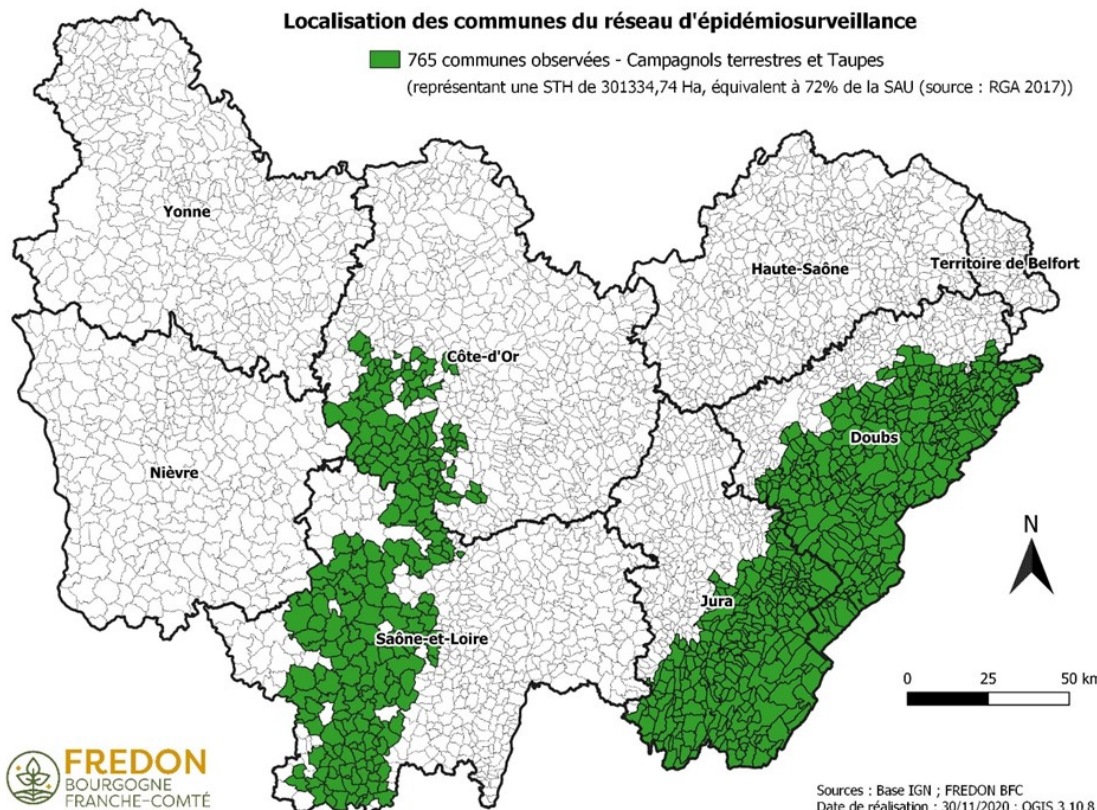 Localisation des communes du réseau d'épidémiosurveillance
765 communes observées - Campagnols terrestres et Taupes
(représentant une STH de 301334,74 Ha, équivalent à 72% de la SAU (source : RGA 2017))
Yonne
Haute-Saône
Territoire de Belfort
Côte-d'Or
Doubs
Nièvre
N
Jura
Saône-et-Loire
0 25 50 km
FREDON
BOURGOGNE
FRANCHE-COMTÉ
Sources : Base IGN ; FREDON BFC
Date de réalisation : 30/11/2020 : QGIS 3.10.8